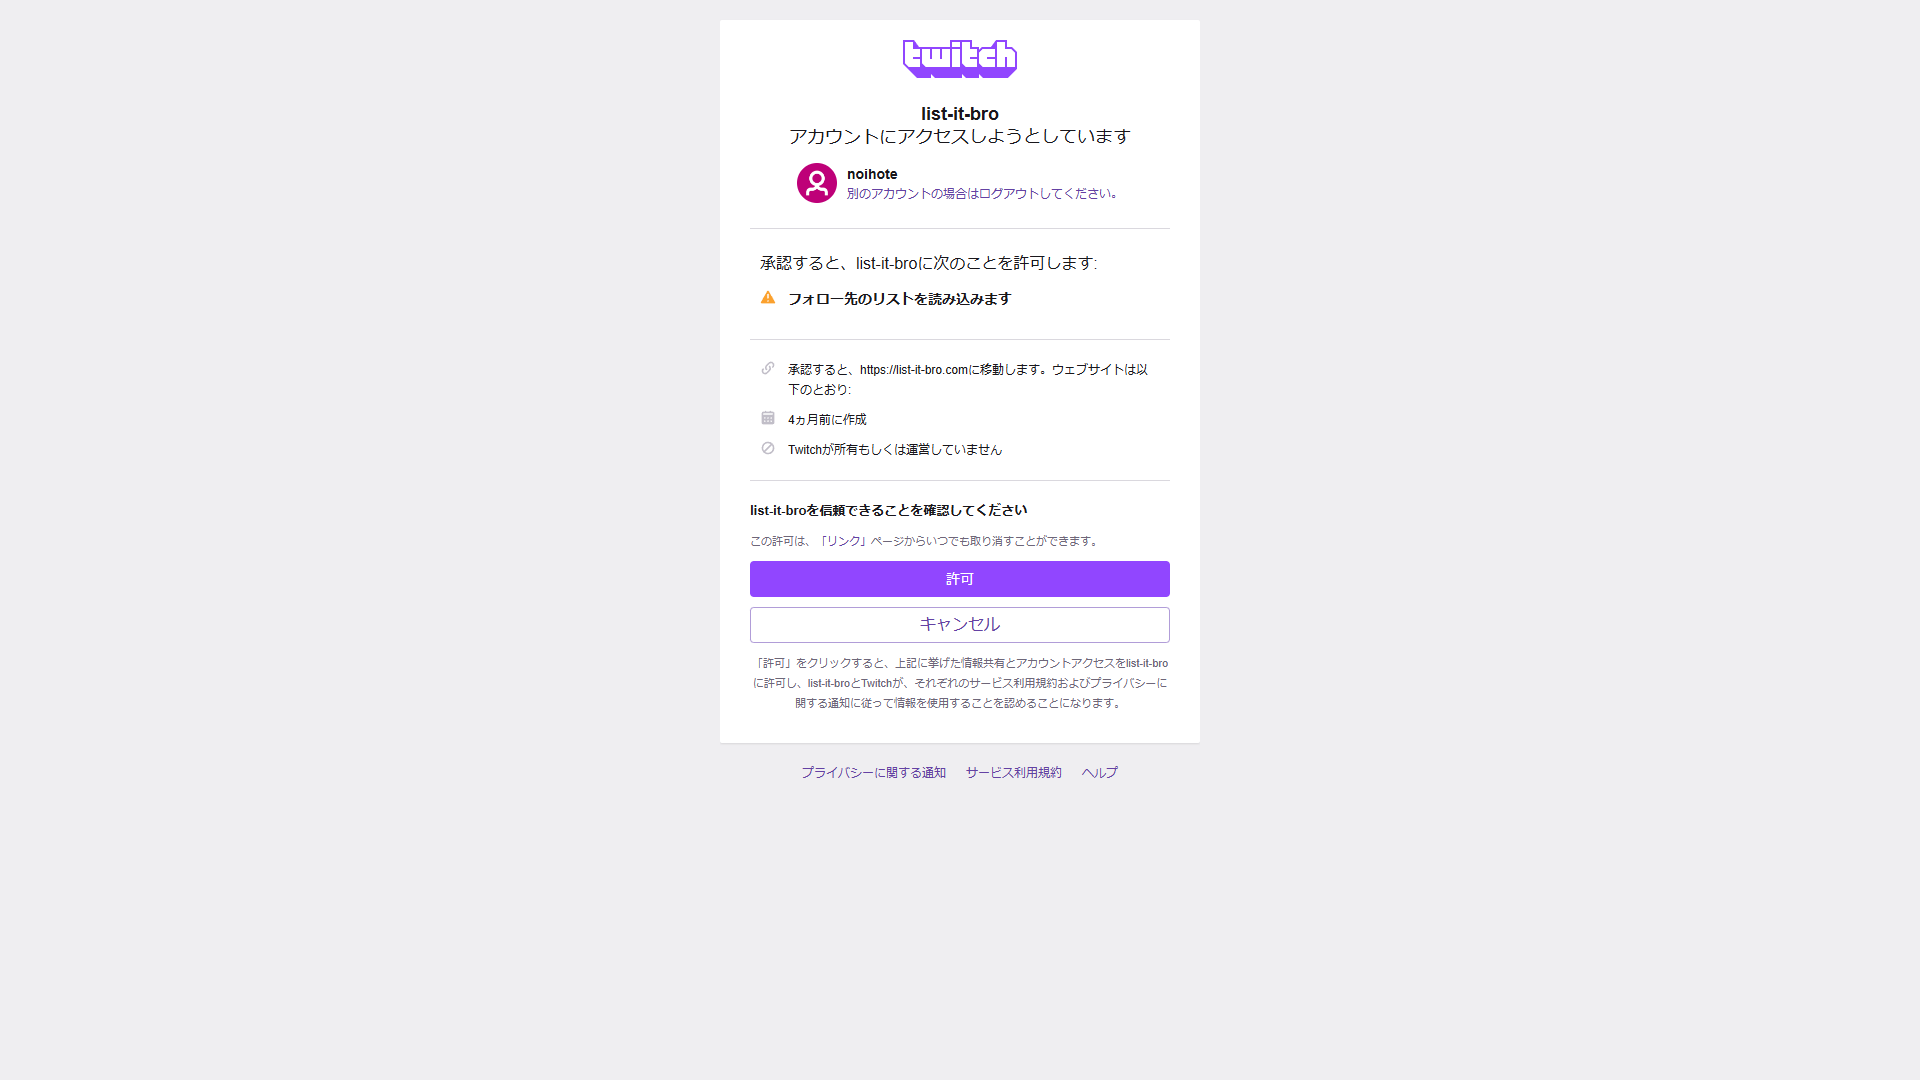 twitch
list-it-bro
アカウントにアクセスしようとしています
noihote
別のアカウントの場合はログアウトしてください。
承認すると、list-it-broに次のことを許可します:
フォロー先のリストを読み込みます
承認すると、https://list-it-bro.comに移動します。ウェブサイトは以
下のとおり:
4ヵ月前に作成
Twitchが所有もしくは運営していません
list-it-broを信頼できることを確認してください
この許可は、「リンク」ページからいつでも取り消すことができます。
許可
キャンセル
「許可」をクリックすると、上記に挙げた情報共有とアカウントアクセスをlist-it-bro
に許可し、list-it-broとTwitchが、それぞれのサービス利用規約およびプライバシーに
関する通知に従って情報を使用することを認めることになります。
プライバシーに関する通知 サービス利用規約 ヘルプ